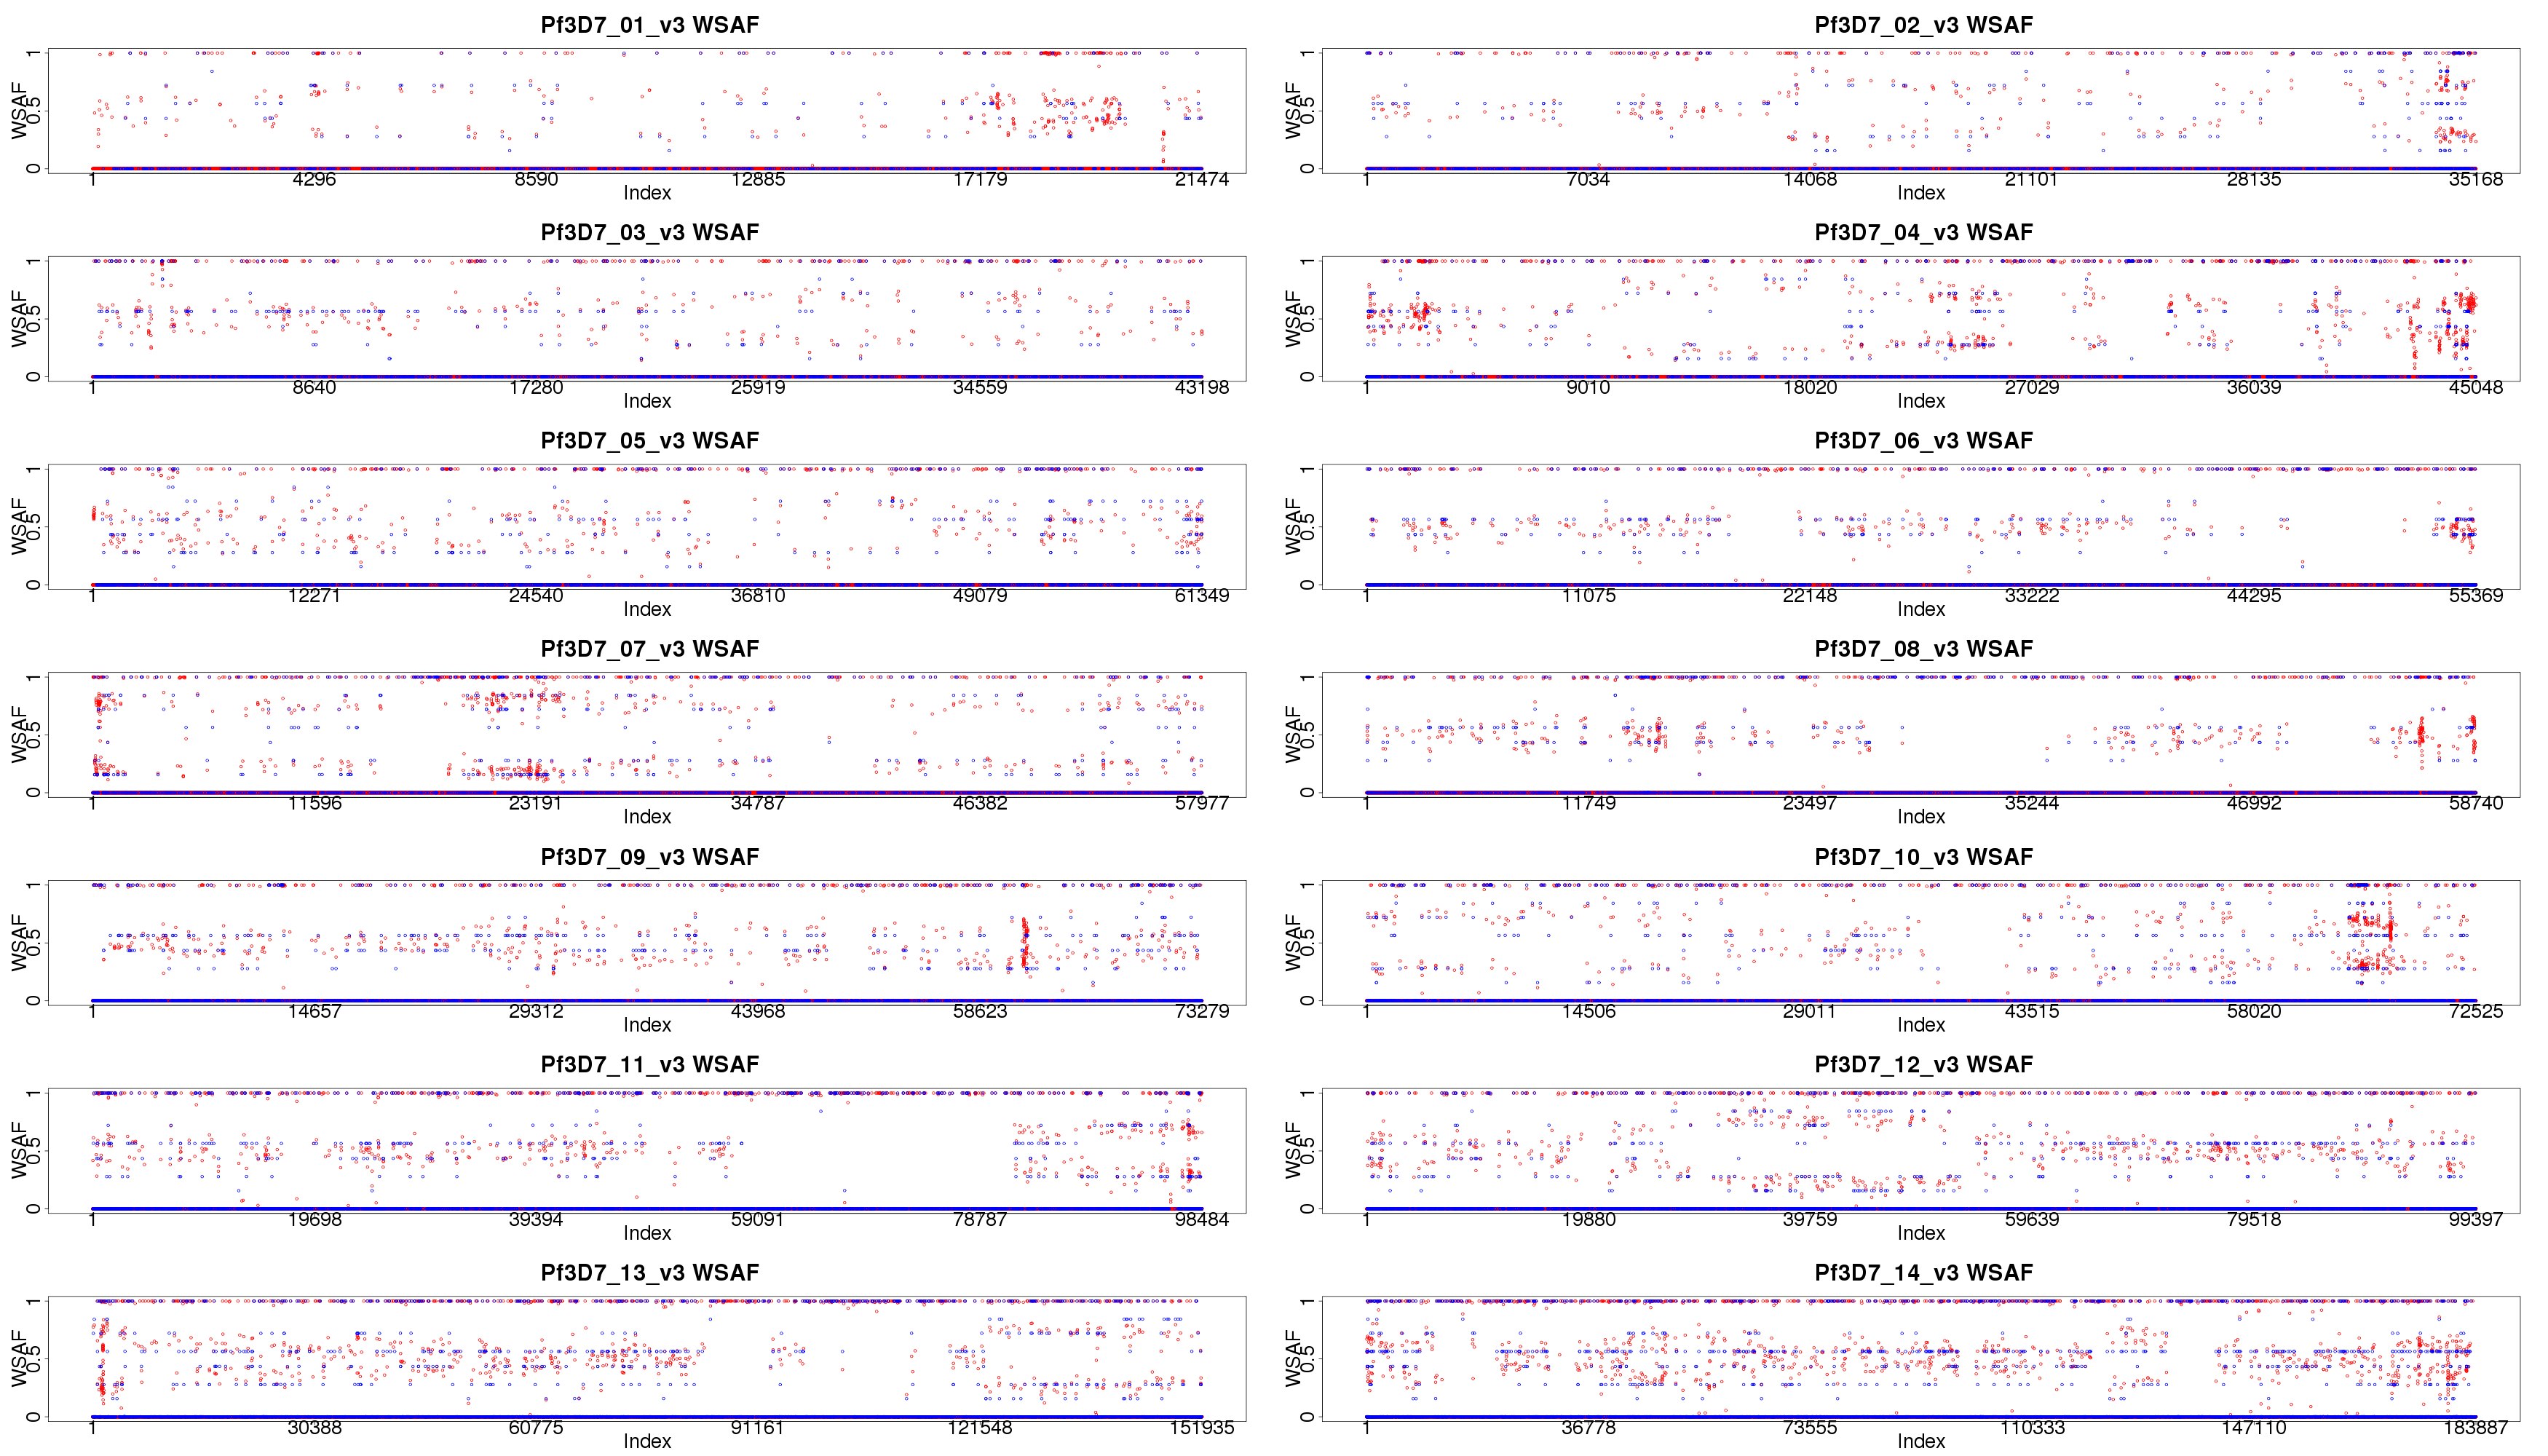 Pf3D7_01_v3 WSAF
WSAF
1
0.5
0
1 4296 8590 12885 17179 21474
Index
Pf3D7_02_v3 WSAF
WSAF
1
0.5
0
1 7034 14068 21101 28135 35168
Index
Pf3D7_03_v3 WSAF
WSAF
1
0.5
0
1 8640 17280 25919 34559 43198
Index
Pf3D7_04_v3 WSAF
WSAF
1
0.5
0
1 9010 18020 27029 36039 45048
Index
Pf3D7_05_v3 WSAF
WSAF
1
0.5
0
1 12271 24540 36810 49079 61349
Index
Pf3D7_06_v3 WSAF
WSAF
1
0.5
0
1 11075 22148 33222 44295 55369
Index
Pf3D7_07_v3 WSAF
WSAF
1
0.5
0
1 11596 23191 34787 46382 57977
Index
Pf3D7_08_v3 WSAF
WSAF
1
0.5
0
1 11749 23497 35244 46992 58740
Index
Pf3D7_09_v3 WSAF
WSAF
1
0.5
0
1 14657 29312 43968 58623 73279
Index
Pf3D7_10_v3 WSAF
WSAF
1
0.5
0
1 14506 29011 43515 58020 72525
Index
Pf3D7_11_v3 WSAF
WSAF
1
0.5
0
1 19698 39394 59091 78787 98484
Index
Pf3D7_12_v3 WSAF
WSAF
1
0.5
0
1 19880 39759 59639 79518 99397
Index
Pf3D7_13_v3 WSAF
WSAF
1
0.5
0
1 30388 60775 91161 121548 151935
Index
Pf3D7_14_v3 WSAF
WSAF
1
0.5
0
1 36778 73555 110333 147110 183887
Index